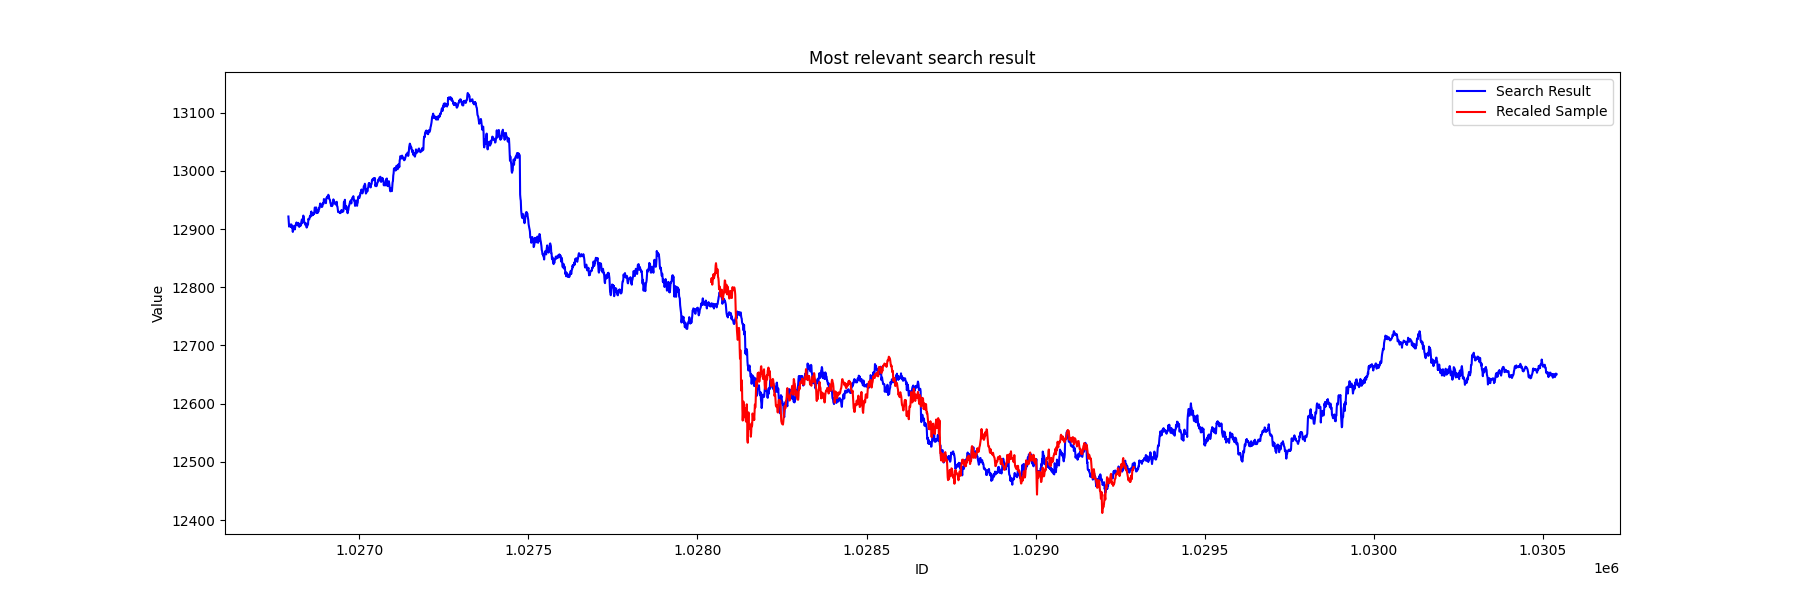 Most relevant search result
Search Result
Recaled Sample
13100
13000
12900
12800
12700
12600
12500
12400
Value
1.0270
1.0275
1.0280
1.0285
1.0290
1.0295
1.0300
1.0305
1e6
ID